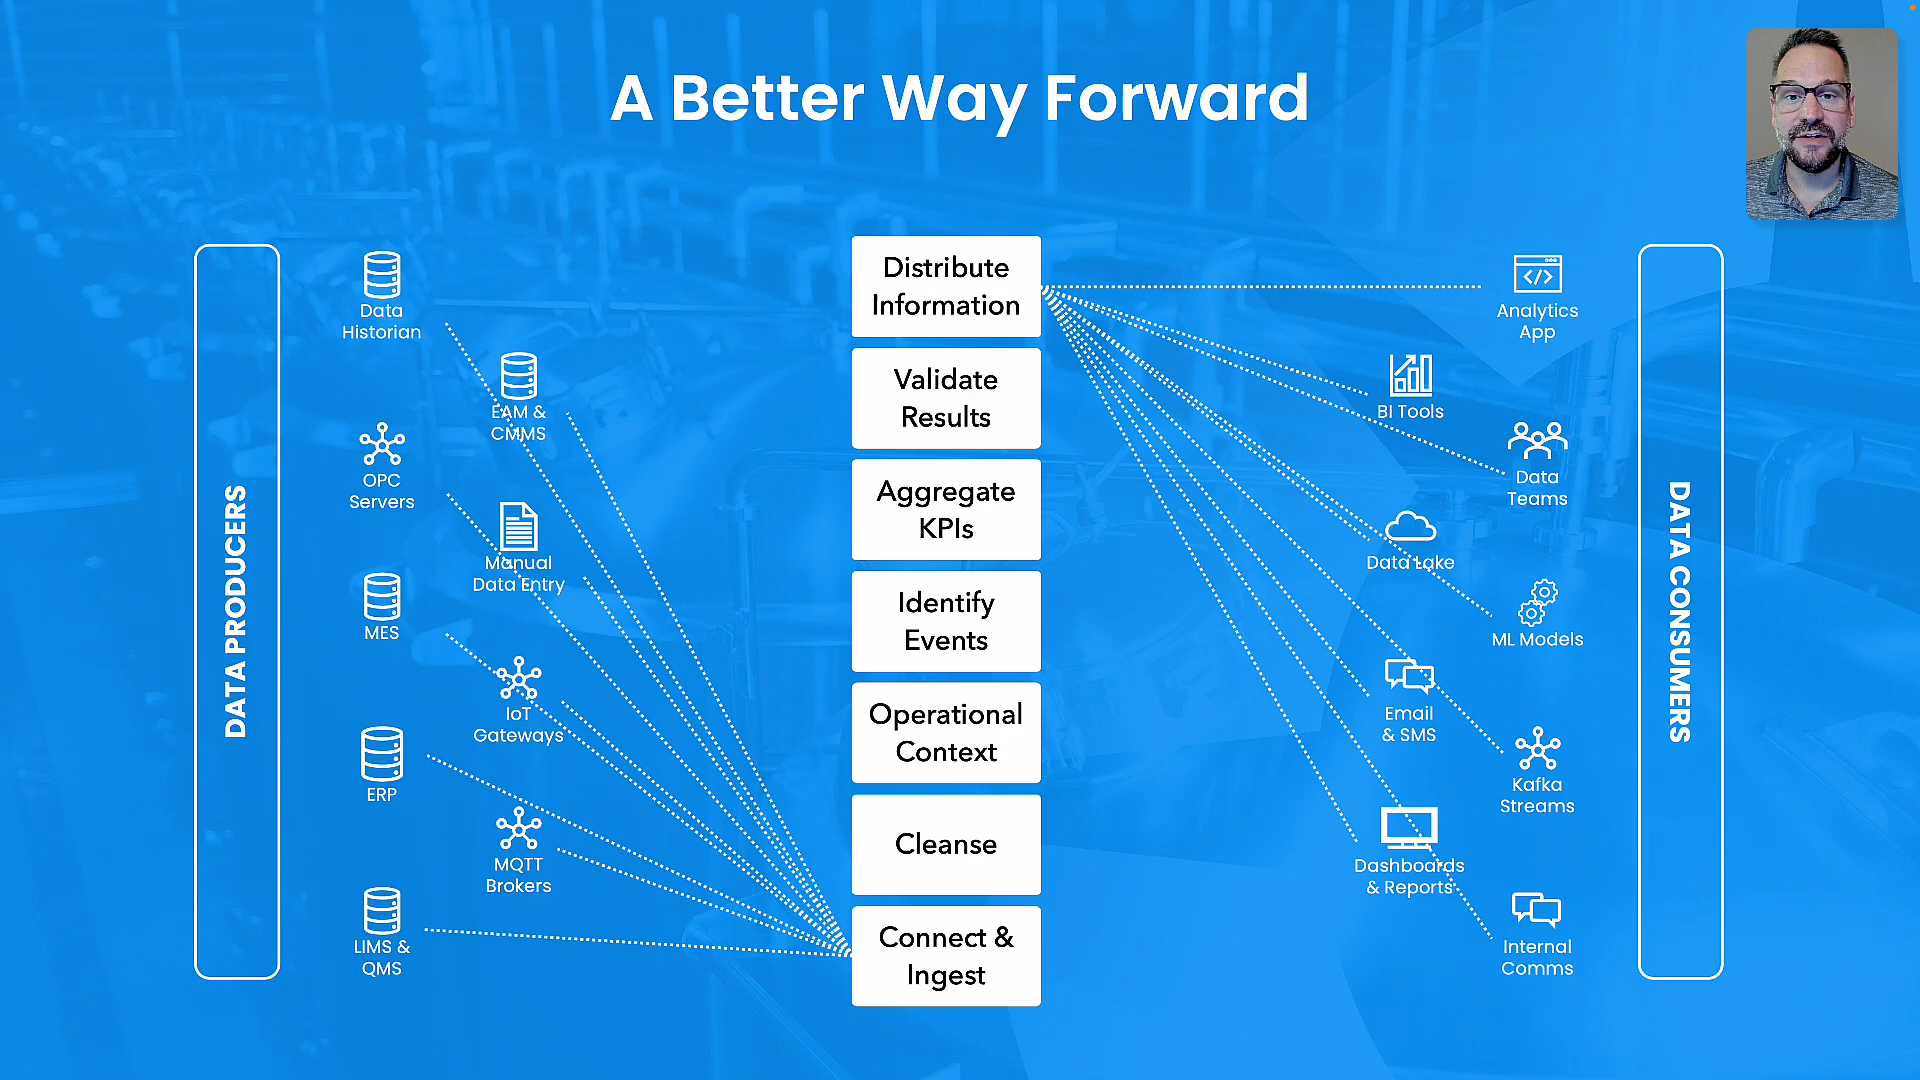 A Better Way Forward
DATA PRODUCERS
Data
Historian
EAM &
CMMS
OPC
Servers
Manual
Data Entry
MES
IoT
Gateways
ERP
MQTT
Brokers
LIMS &
QMS
Distribute
Information
Validate
Results
Aggregate
KPIs
Identify
Events
Operational
Context
Cleanse
Connect &
Ingest
</>
Analytics
App
BI Tools
Data
Teams
Data Lake
ML Models
Email
& SMS
Kafka
Streams
Dashboards
& Reports
Internal
Comms
DATA CONSUMERS